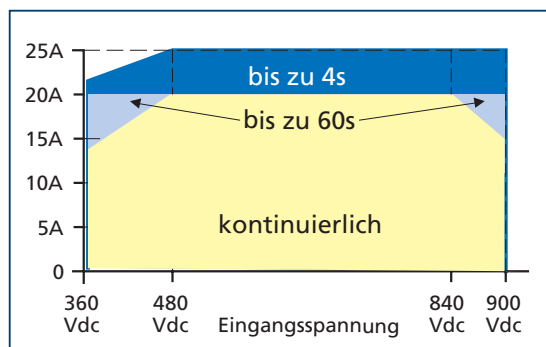 25A
bis zu 4s
20A
bis zu 60s
15A
10A
kontinuierlich
5A
0
360 480 840 900
Vdc Vdc Eingangsspannung Vdc Vdc